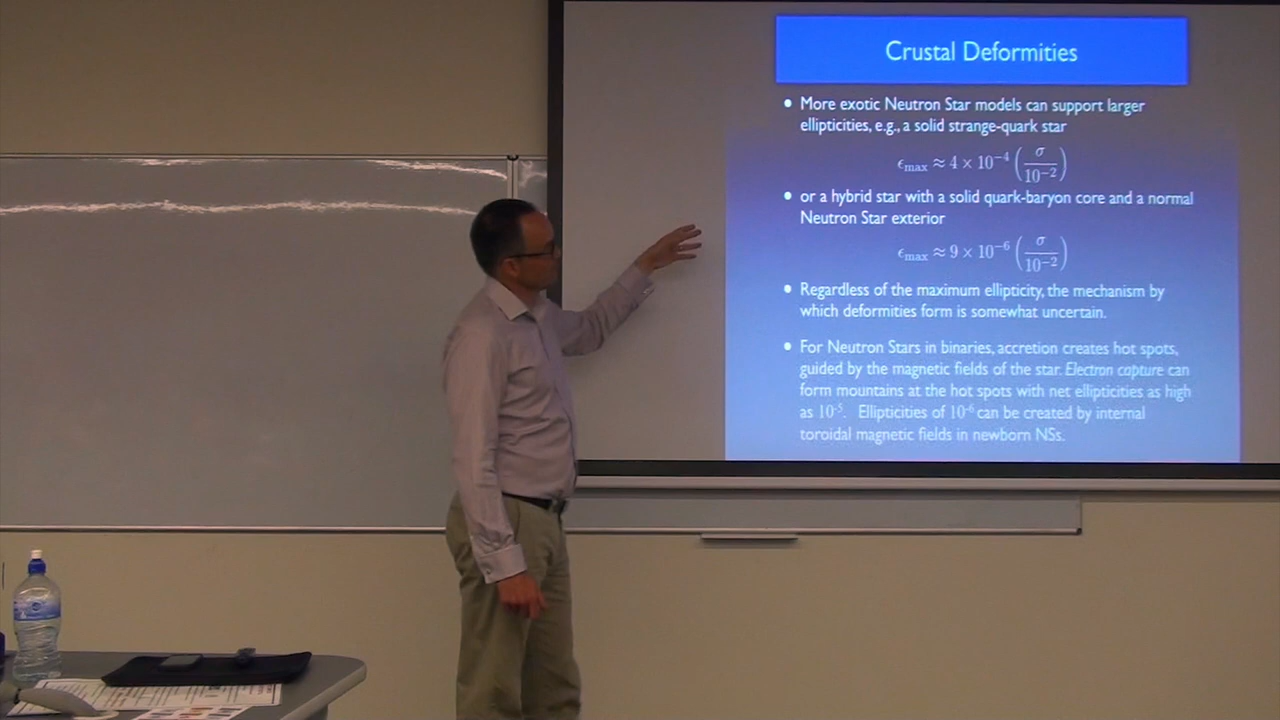 Crustal Deformities
• More exotic Neutron Star models can support larger
ellipticities, e.g., a solid strange-quark star
ϵmax ≈ 4 × 10⁻⁴ (σ / 10⁻²)
• or a hybrid star with a solid quark-baryon core and a normal
Neutron Star exterior
ϵmax ≈ 9 × 10⁻⁶ (σ / 10⁻²)
• Regardless of the maximum ellipticity, the mechanism by
which deformities form is somewhat uncertain.
• For Neutron Stars in binaries, accretion creates hot spots,
guided by the magnetic fields of the star. Electron capture can
form mountains at the hot spots with net ellipticities as high
as 10⁻⁵. Ellipticities of 10⁻⁶ can be created by internal
toroidal magnetic fields in newborn NSs.